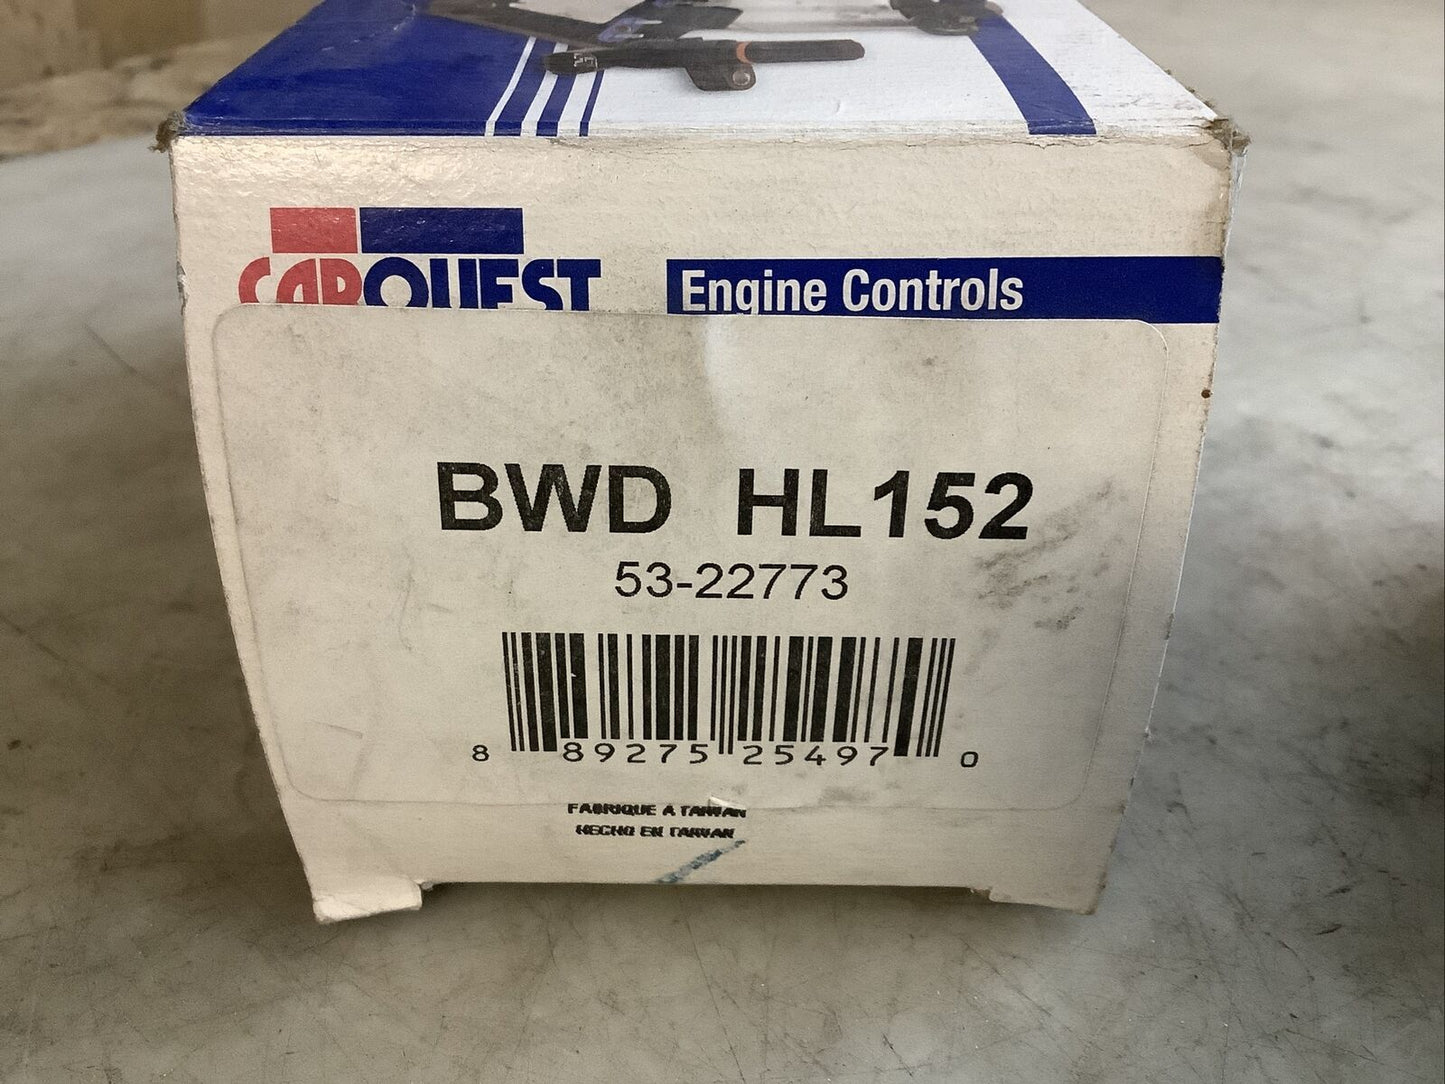 CARQUEST
Engine Controls
BWD HL152
53-22773
8 89275 25497 0
FABRIQUE A TAIWAN
HECHO EN TAIWAN